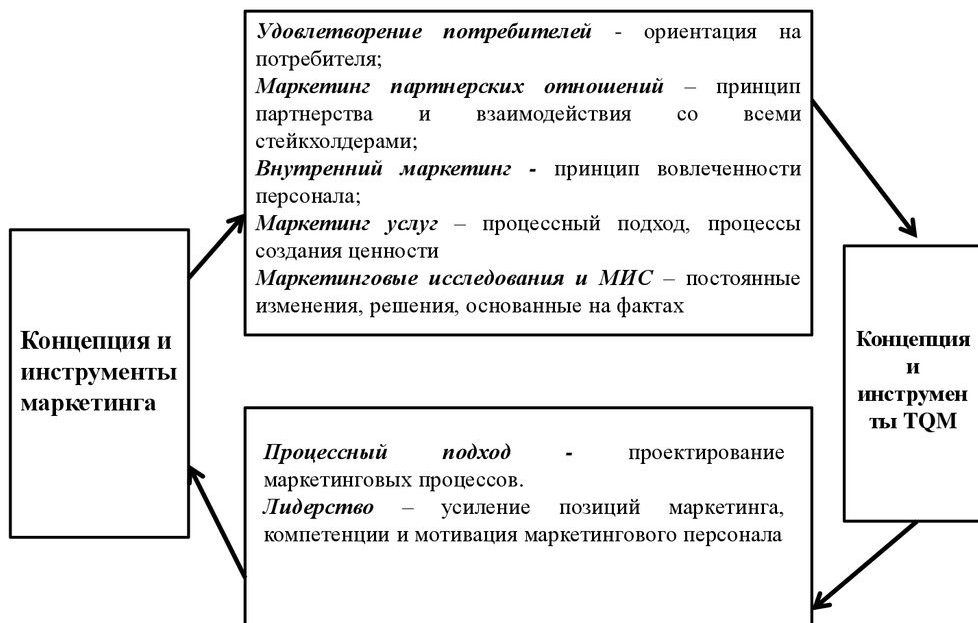 Удовлетворение потребителей - ориентация на
потребителя;
Маркетинг партнерских отношений – принцип
партнерства и взаимодействия со всеми
стейкхолдерами;
Внутренний маркетинг - принцип вовлеченности
персонала;
Маркетинг услуг – процессный подход, процессы
создания ценности
Маркетинговые исследования и МИС – постоянные
изменения, решения, основанные на фактах
Концепция и
инструменты
маркетинга
Концепция
и
инструмен
ты TQM
Процессный подход - проектирование
маркетинговых процессов.
Лидерство – усиление позиций маркетинга,
компетенции и мотивация маркетингового персонала